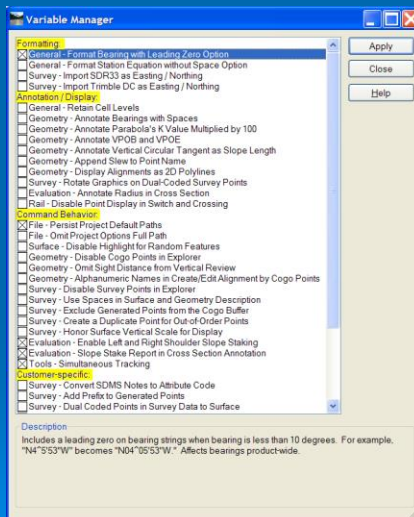 Variable Manager
Formatting:
General - Format Bearing with Leading Zero Option
General - Format Station Equation without Space Option
Survey - Import SDR33 as Easting / Northing
Survey - Import Trimble DC as Easting / Northing
Annotation / Display:
General - Retain Cell Levels
Geometry - Annotate Bearings with Spaces
Geometry - Annotate Parabola's K Value Multiplied by 100
Geometry - Annotate VPOB and VPOE
Geometry - Annotate Vertical Circular Tangent as Slope Length
Geometry - Append Slew to Point Name
Geometry - Display Alignments as 2D Polylines
Survey - Rotate Graphics on Dual-Coded Survey Points
Evaluation - Annotate Radius in Cross Section
Rail - Disable Point Display in Switch and Crossing
Command Behavior:
File - Persist Project Default Paths
File - Omit Project Options Full Path
Surface - Disable Highlight for Random Features
Geometry - Disable Cogo Points in Explorer
Geometry - Omit Sight Distance from Vertical Review
Geometry - Alphanumeric Names in Create/Edit Alignment by Cogo Points
Survey - Disable Survey Points in Explorer
Survey - Use Spaces in Surface and Geometry Description
Survey - Exclude Generated Points from the Cogo Buffer
Survey - Create a Duplicate Point for Out-of-Order Points
Survey - Honor Surface Vertical Scale for Display
Evaluation - Enable Left and Right Shoulder Slope Staking
Evaluation - Slope Stake Report in Cross Section Annotation
Tools - Simultaneous Tracking
Customer-specific:
Survey - Convert SDMS Notes to Attribute Code
Survey - Add Prefix to Generated Points
Survey - Dual Coded Points in Survey Data to Surface
Apply
Close
Help
Description
Includes a leading zero on bearing strings when bearing is less than 10 degrees. For example,
"N4^5'53"W" becomes "N04^05'53"W." Affects bearings product-wide.